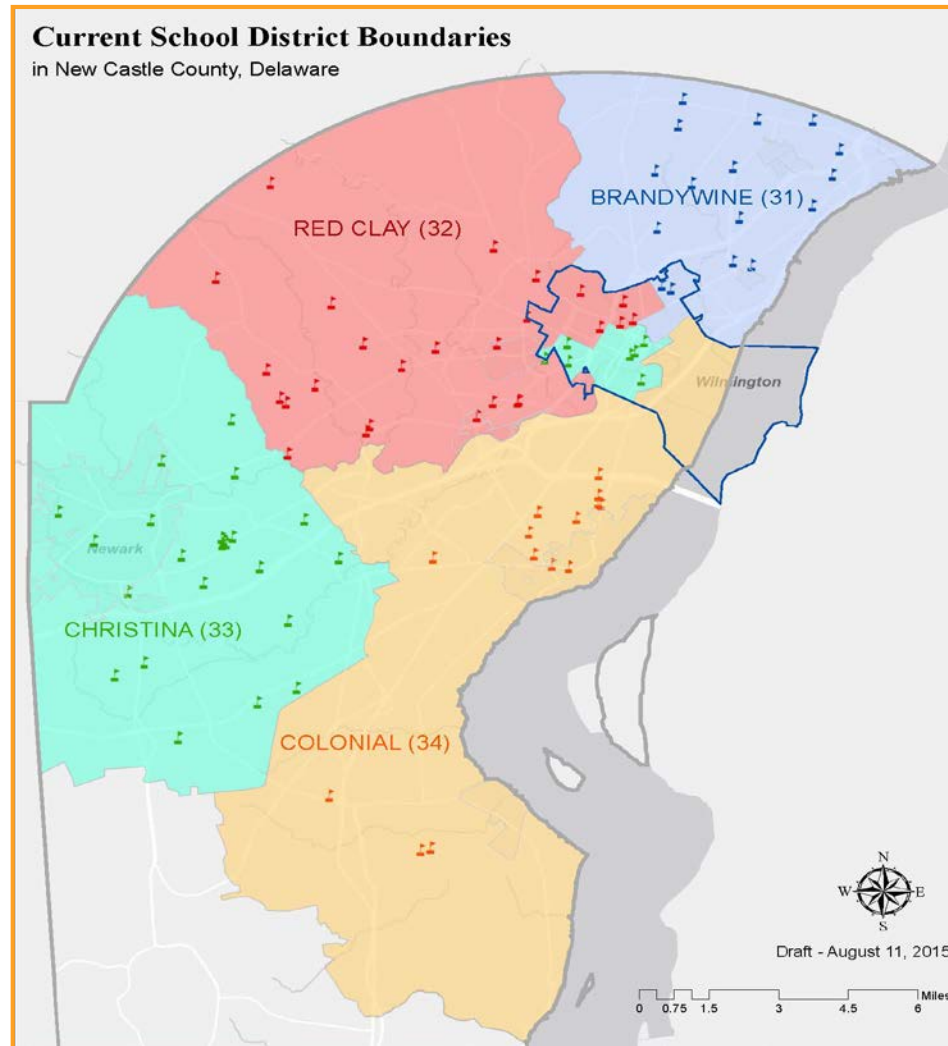 Current School District Boundaries
in New Castle County, Delaware
BRANDYWINE (31)
RED CLAY (32)
Wilmington
Newark
CHRISTINA (33)
COLONIAL (34)
N
W E
S
Draft - August 11, 2015
Miles
0 0.75 1.5 3 4.5 6